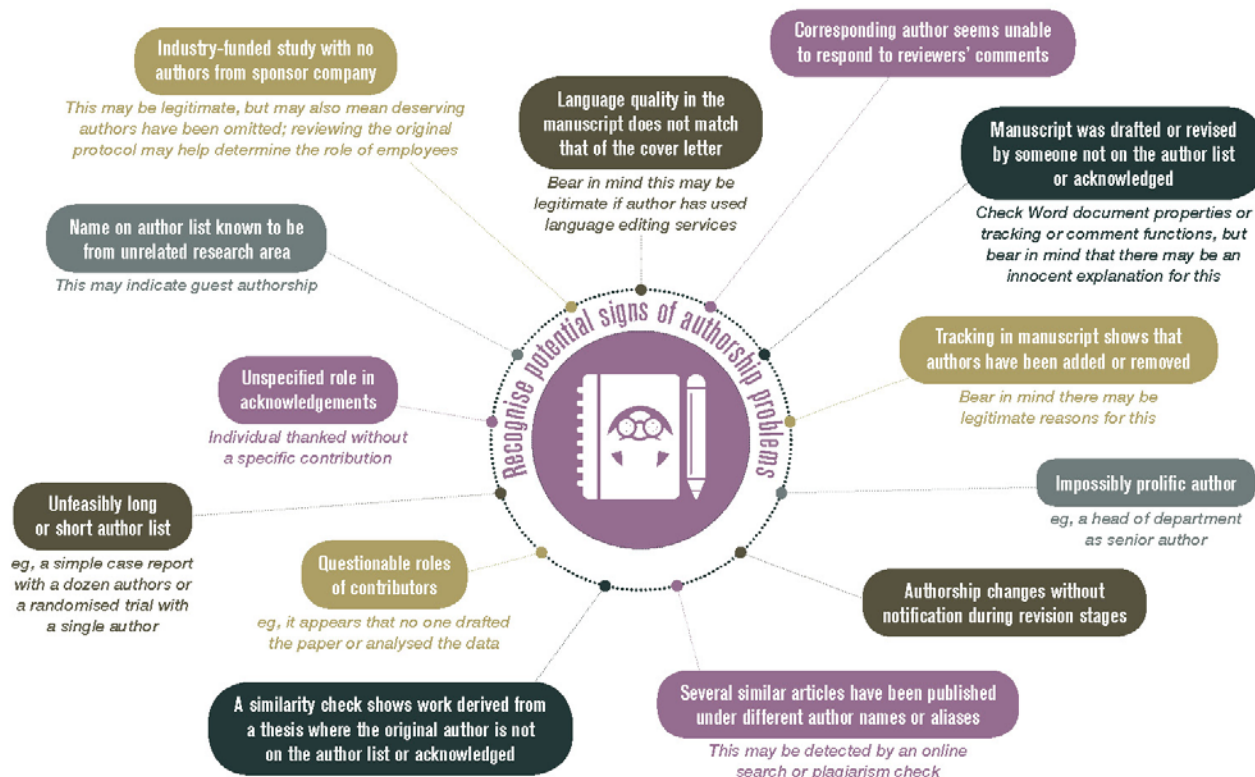 Industry-funded study with no
authors from sponsor company
This may be legitimate, but may also mean deserving
authors have been omitted; reviewing the original
protocol may help determine the role of employees
Language quality in the
manuscript does not match
that of the cover letter
Bear in mind this may be
legitimate if author has used
language editing services
Corresponding author seems unable
to respond to reviewers' comments
Manuscript was drafted or revised
by someone not on the author list
or acknowledged
Check Word document properties or
tracking or comment functions, but
bear in mind that there may be an
innocent explanation for this
Name on author list known to be
from unrelated research area
This may indicate guest authorship
Recognise potential signs of authorship problems
Tracking in manuscript shows that
authors have been added or removed
Bear in mind there may be
legitimate reasons for this
Unspecified role in
acknowledgements
Individual thanked without
a specific contribution
Impossibly prolific author
eg, a head of department
as senior author
Unfeasibly long
or short author list
eg, a simple case report
with a dozen authors or
a randomised trial with
a single author
Questionable roles
of contributors
eg, it appears that no one drafted
the paper or analysed the data
Authorship changes without
notification during revision stages
A similarity check shows work derived from
a thesis where the original author is not
on the author list or acknowledged
Several similar articles have been published
under different author names or aliases
This may be detected by an online
search or plagiarism check